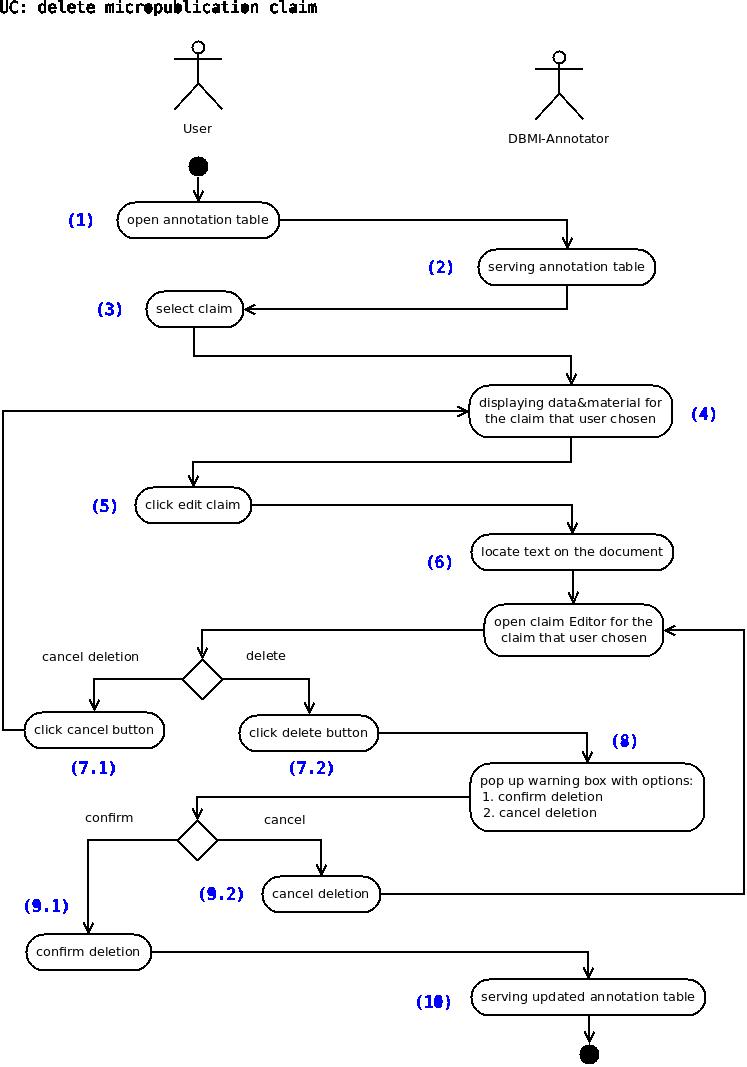 UC: delete micropublication claim
User
DBMI-Annotator
(1)
open annotation table
(2)
serving annotation table
(3)
select claim
displaying data&material for
the claim that user chosen
(4)
(5)
click edit claim
(6)
locate text on the document
open claim Editor for the
claim that user chosen
cancel deletion
delete
click cancel button
click delete button
(7.1)
(7.2)
(8)
pop up warning box with options:
1. confirm deletion
2. cancel deletion
confirm
cancel
(9.1)
(9.2)
cancel deletion
confirm deletion
(10)
serving updated annotation table